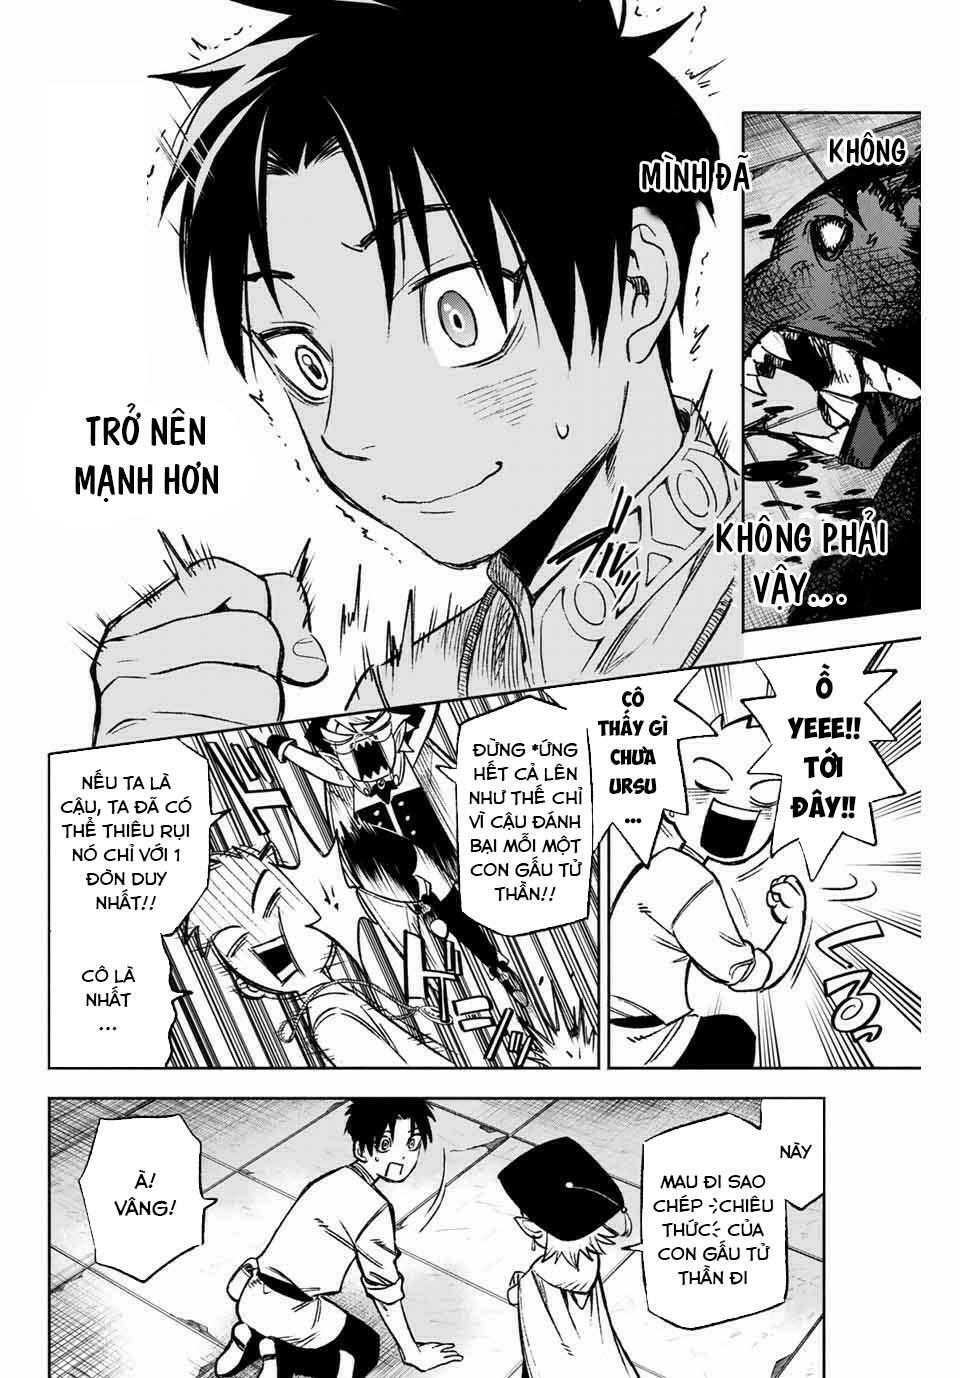 KHÔNG
MÌNH ĐÃ
KHÔNG PHẢI
VẬY...
TRỞ NÊN
MẠNH HƠN
Ồ
YEEE!!
TỚI
ĐÂY!!
CÔ
THẤY GÌ
CHƯA
URSU
...
ĐỪNG *ỨNG
HẾT CẢ LÊN
NHƯ THẾ CHỈ
VÌ CẬU ĐÁNH
BẠI MỖI MỘT
CON GẤU TỬ
THẦN!!
NẾU TA LÀ
CẬU, TA ĐÃ CÓ
THỂ THIÊU RỤI
NÓ CHỈ VỚI 1
ĐÒN DUY
NHẤT!!
CÔ LÀ
NHẤT
...
NÀY
MAU ĐI SAO
CHÉP -CHIÊU
THỨC- CỦA
CON GẤU TỬ
THẦN ĐI
À!
VÂNG!